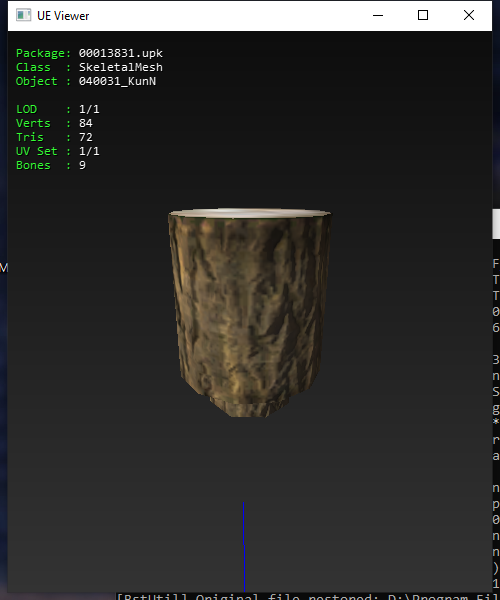 UE Viewer
Package: 00013831.upk
Class : SkeletalMesh
Object : 040031_KunN
LOD : 1/1
Verts : 84
Tris : 72
UV Set : 1/1
Bones : 9
M
F
T
T
0
6
3
n
S
g
*
r
a
n
p
0
n
n
)
1
[BstUtil] Original file restored: D:\Program Fil